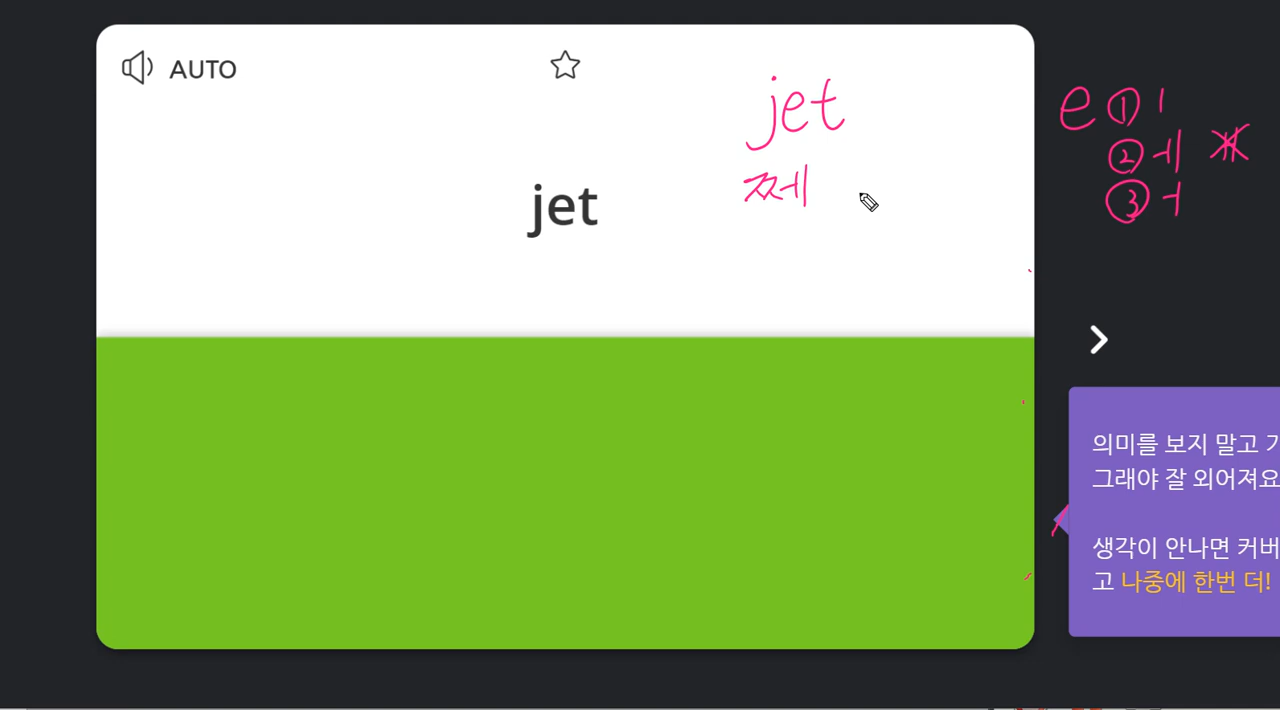 AUTO
jet
쩨
jet
e ① ㅣ
② ㅔ
③ ㅓ
의미를 보지 말고
그래야 잘 외어져요
생각이 안나면 커버
고 나중에 한번 더!